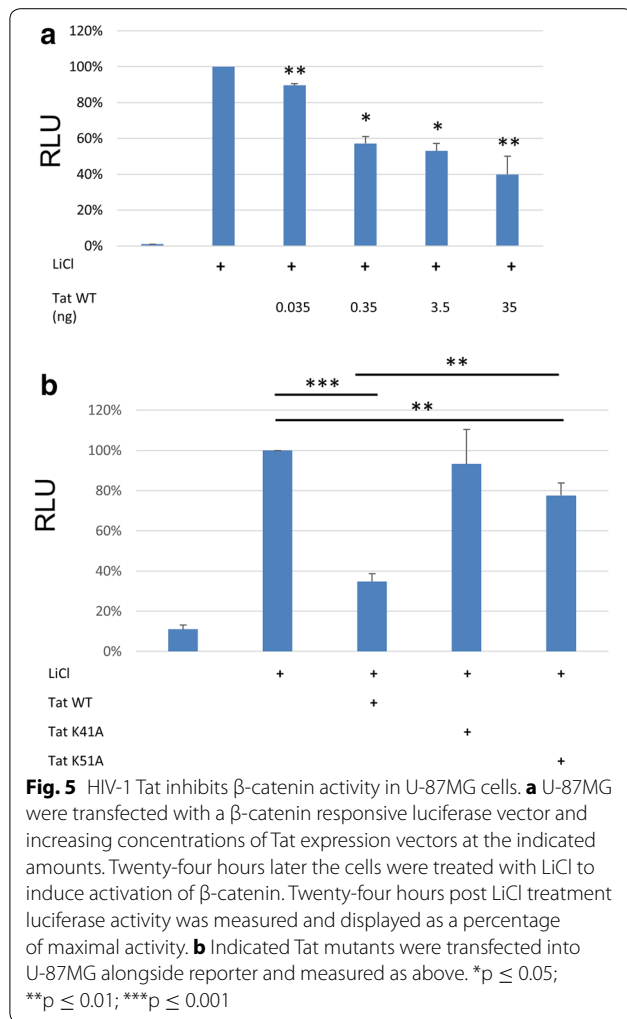 a
120%
100%
80%
60%
40%
20%
0%
RLU
** * * **
LiCl + + + + +
Tat WT 0.035 0.35 3.5 35
(ng)
b
**
***
**
120%
100%
80%
60%
40%
20%
0%
RLU
LiCl + + + +
Tat WT +
Tat K41A +
Tat K51A +
Fig. 5 HIV-1 Tat inhibits β-catenin activity in U-87MG cells. a U-87MG
were transfected with a β-catenin responsive luciferase vector and
increasing concentrations of Tat expression vectors at the indicated
amounts. Twenty-four hours later the cells were treated with LiCl to
induce activation of β-catenin. Twenty-four hours post LiCl treatment
luciferase activity was measured and displayed as a percentage
of maximal activity. b Indicated Tat mutants were transfected into
U-87MG alongside reporter and measured as above. *p ≤ 0.05;
**p ≤ 0.01; ***p ≤ 0.001